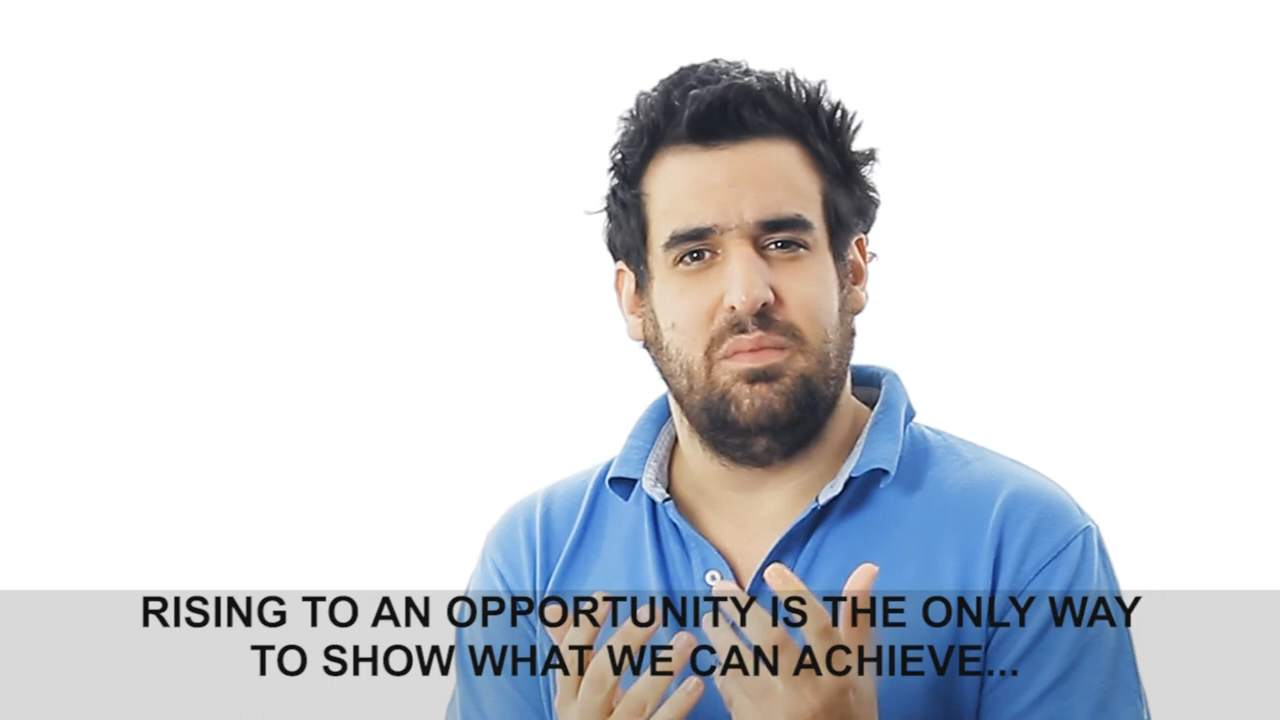 RISING TO AN OPPORTUNITY IS THE ONLY WAY
TO SHOW WHAT WE CAN ACHIEVE...